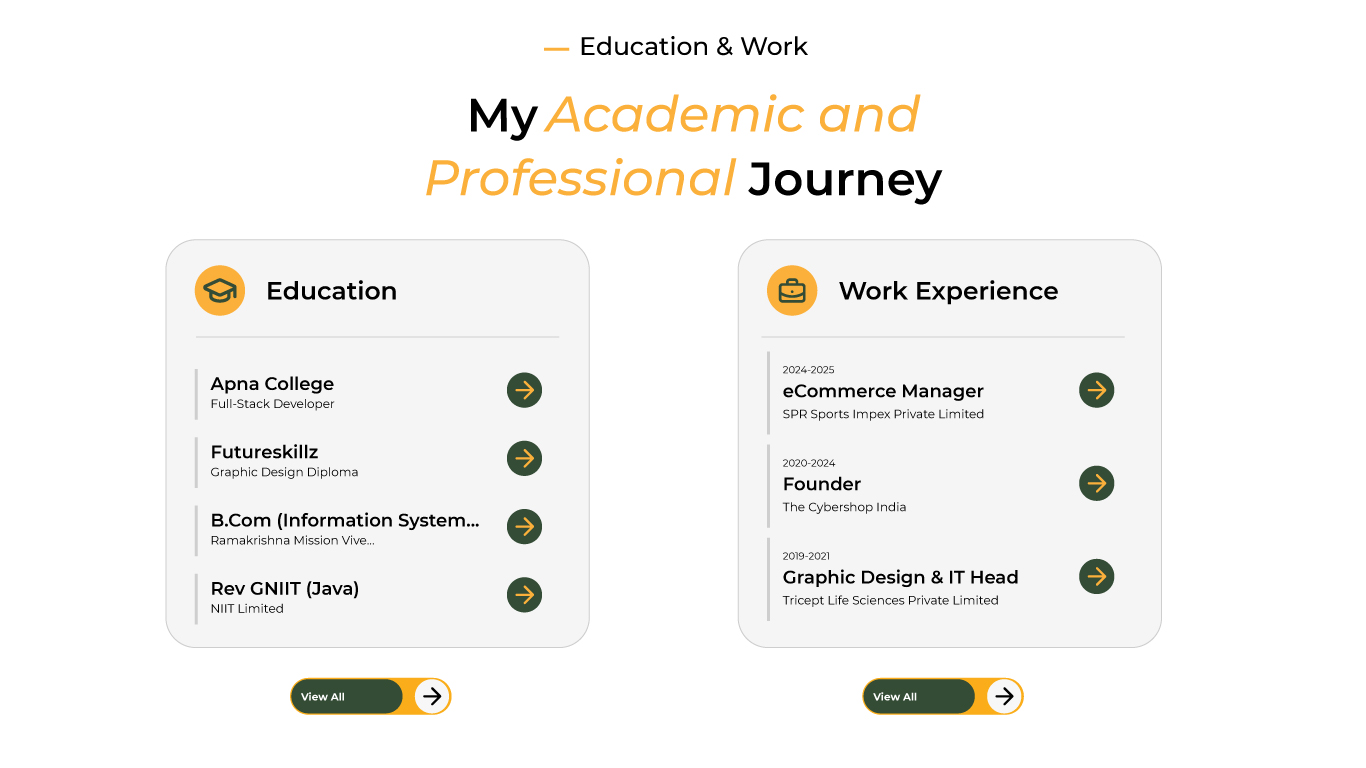 Education & Work
My Academic and
Professional Journey
Education
Apna College
Full-Stack Developer
Futureskillz
Graphic Design Diploma
B.Com (Information System...
Ramakrishna Mission Vive...
Rev GNIIT (Java)
NIIT Limited
View All
Work Experience
2024-2025
eCommerce Manager
SPR Sports Impex Private Limited
2020-2024
Founder
The Cybershop India
2019-2021
Graphic Design & IT Head
Tricept Life Sciences Private Limited
View All